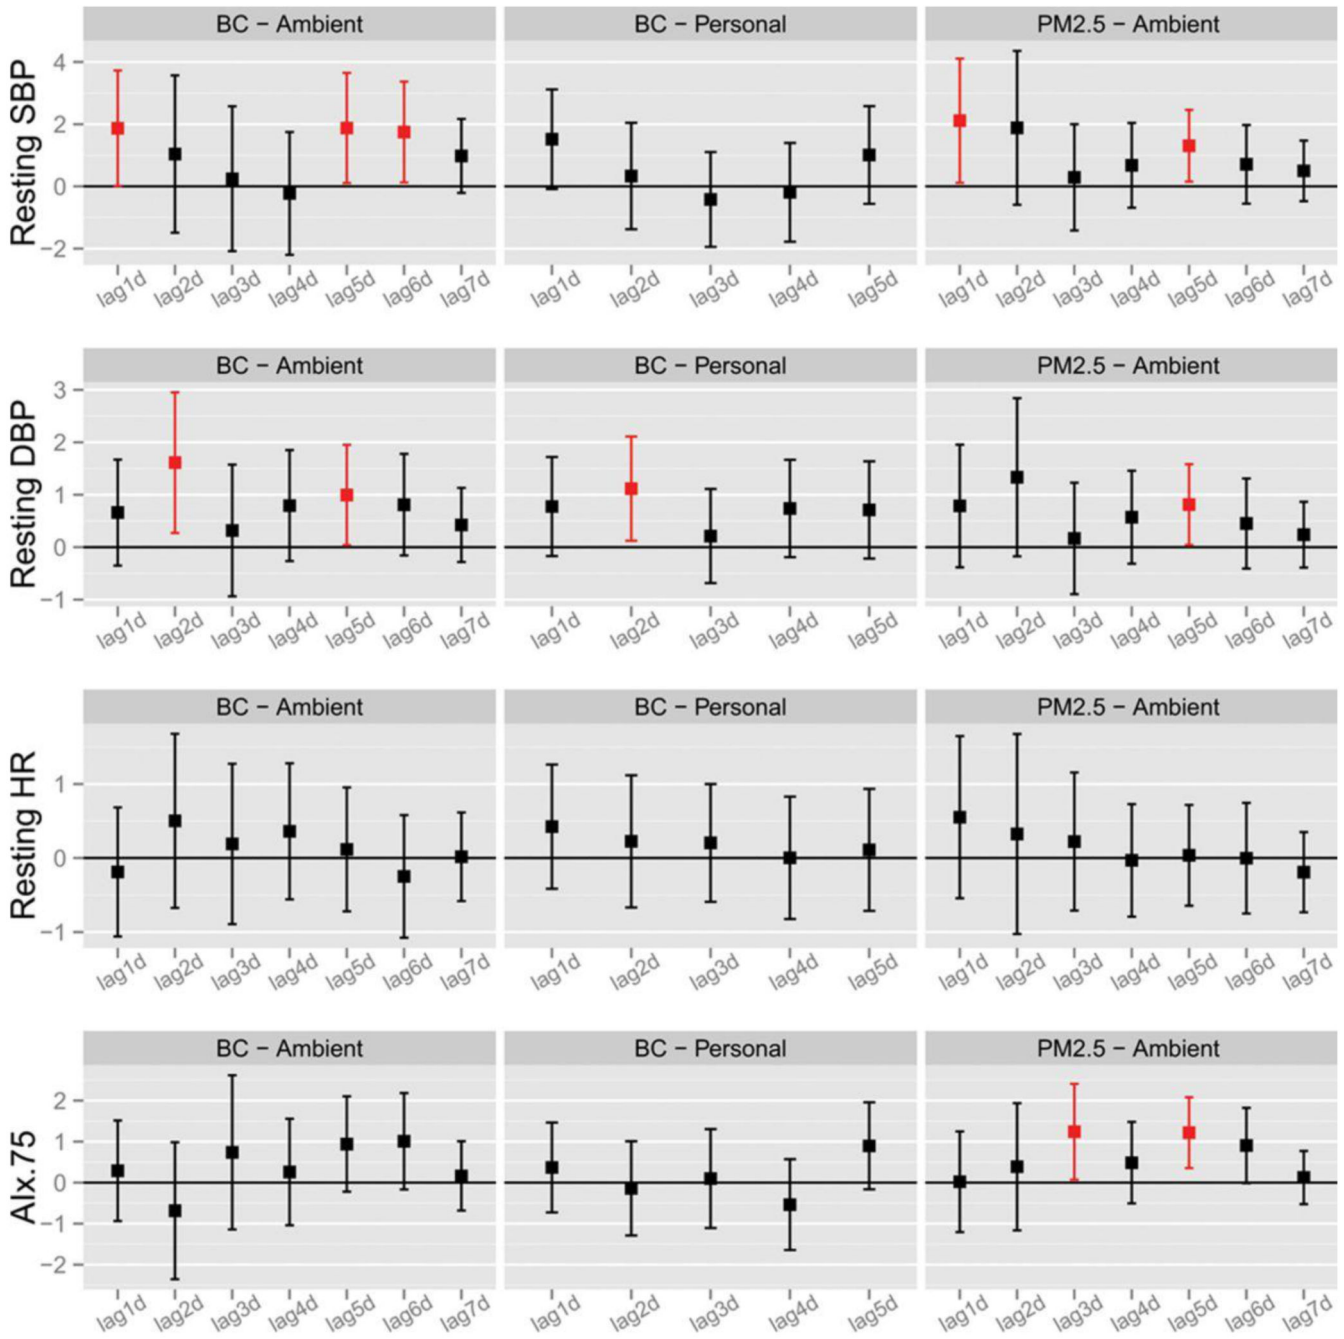 BC − Ambient BC − Personal PM2.5 − Ambient
Resting SBP
4
2
0
−2
lag1d lag2d lag3d lag4d lag5d lag6d lag7d lag1d lag2d lag3d lag4d lag5d lag1d lag2d lag3d lag4d lag5d lag6d lag7d
BC − Ambient BC − Personal PM2.5 − Ambient
Resting DBP
3
2
1
0
−1
lag1d lag2d lag3d lag4d lag5d lag6d lag7d lag1d lag2d lag3d lag4d lag5d lag1d lag2d lag3d lag4d lag5d lag6d lag7d
BC − Ambient BC − Personal PM2.5 − Ambient
Resting HR
1
0
−1
lag1d lag2d lag3d lag4d lag5d lag6d lag7d lag1d lag2d lag3d lag4d lag5d lag1d lag2d lag3d lag4d lag5d lag6d lag7d
BC − Ambient BC − Personal PM2.5 − Ambient
AIx.75
2
1
0
−1
−2
lag1d lag2d lag3d lag4d lag5d lag6d lag7d lag1d lag2d lag3d lag4d lag5d lag1d lag2d lag3d lag4d lag5d lag6d lag7d